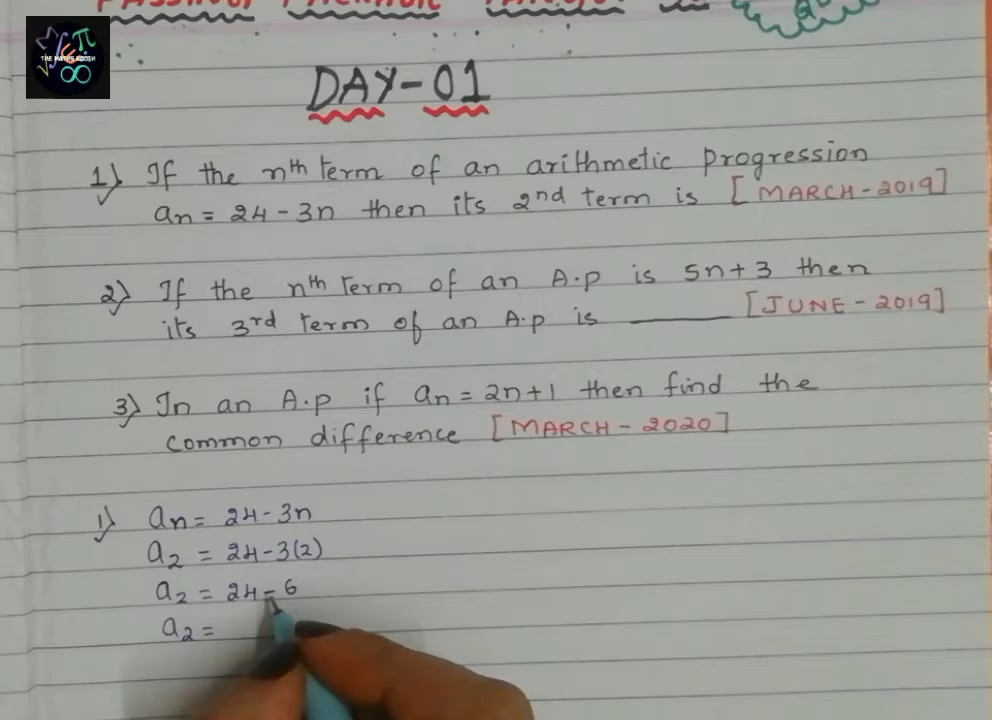 THE MATHS ROOM
π
∞
DAY-01
1) If the nth term of an arithmetic progression
an = 24-3n then its 2nd term is [MARCH-2019]
2) If the nth term of an A.p is 5n+3 then
its 3rd term of an A.p is ______ [JUNE-2019]
3) In an A.p if an = 2n+1 then find the
common difference [MARCH-2020]
1) an = 24-3n
a2 = 24-3(2)
a2 = 24-6
a2 =